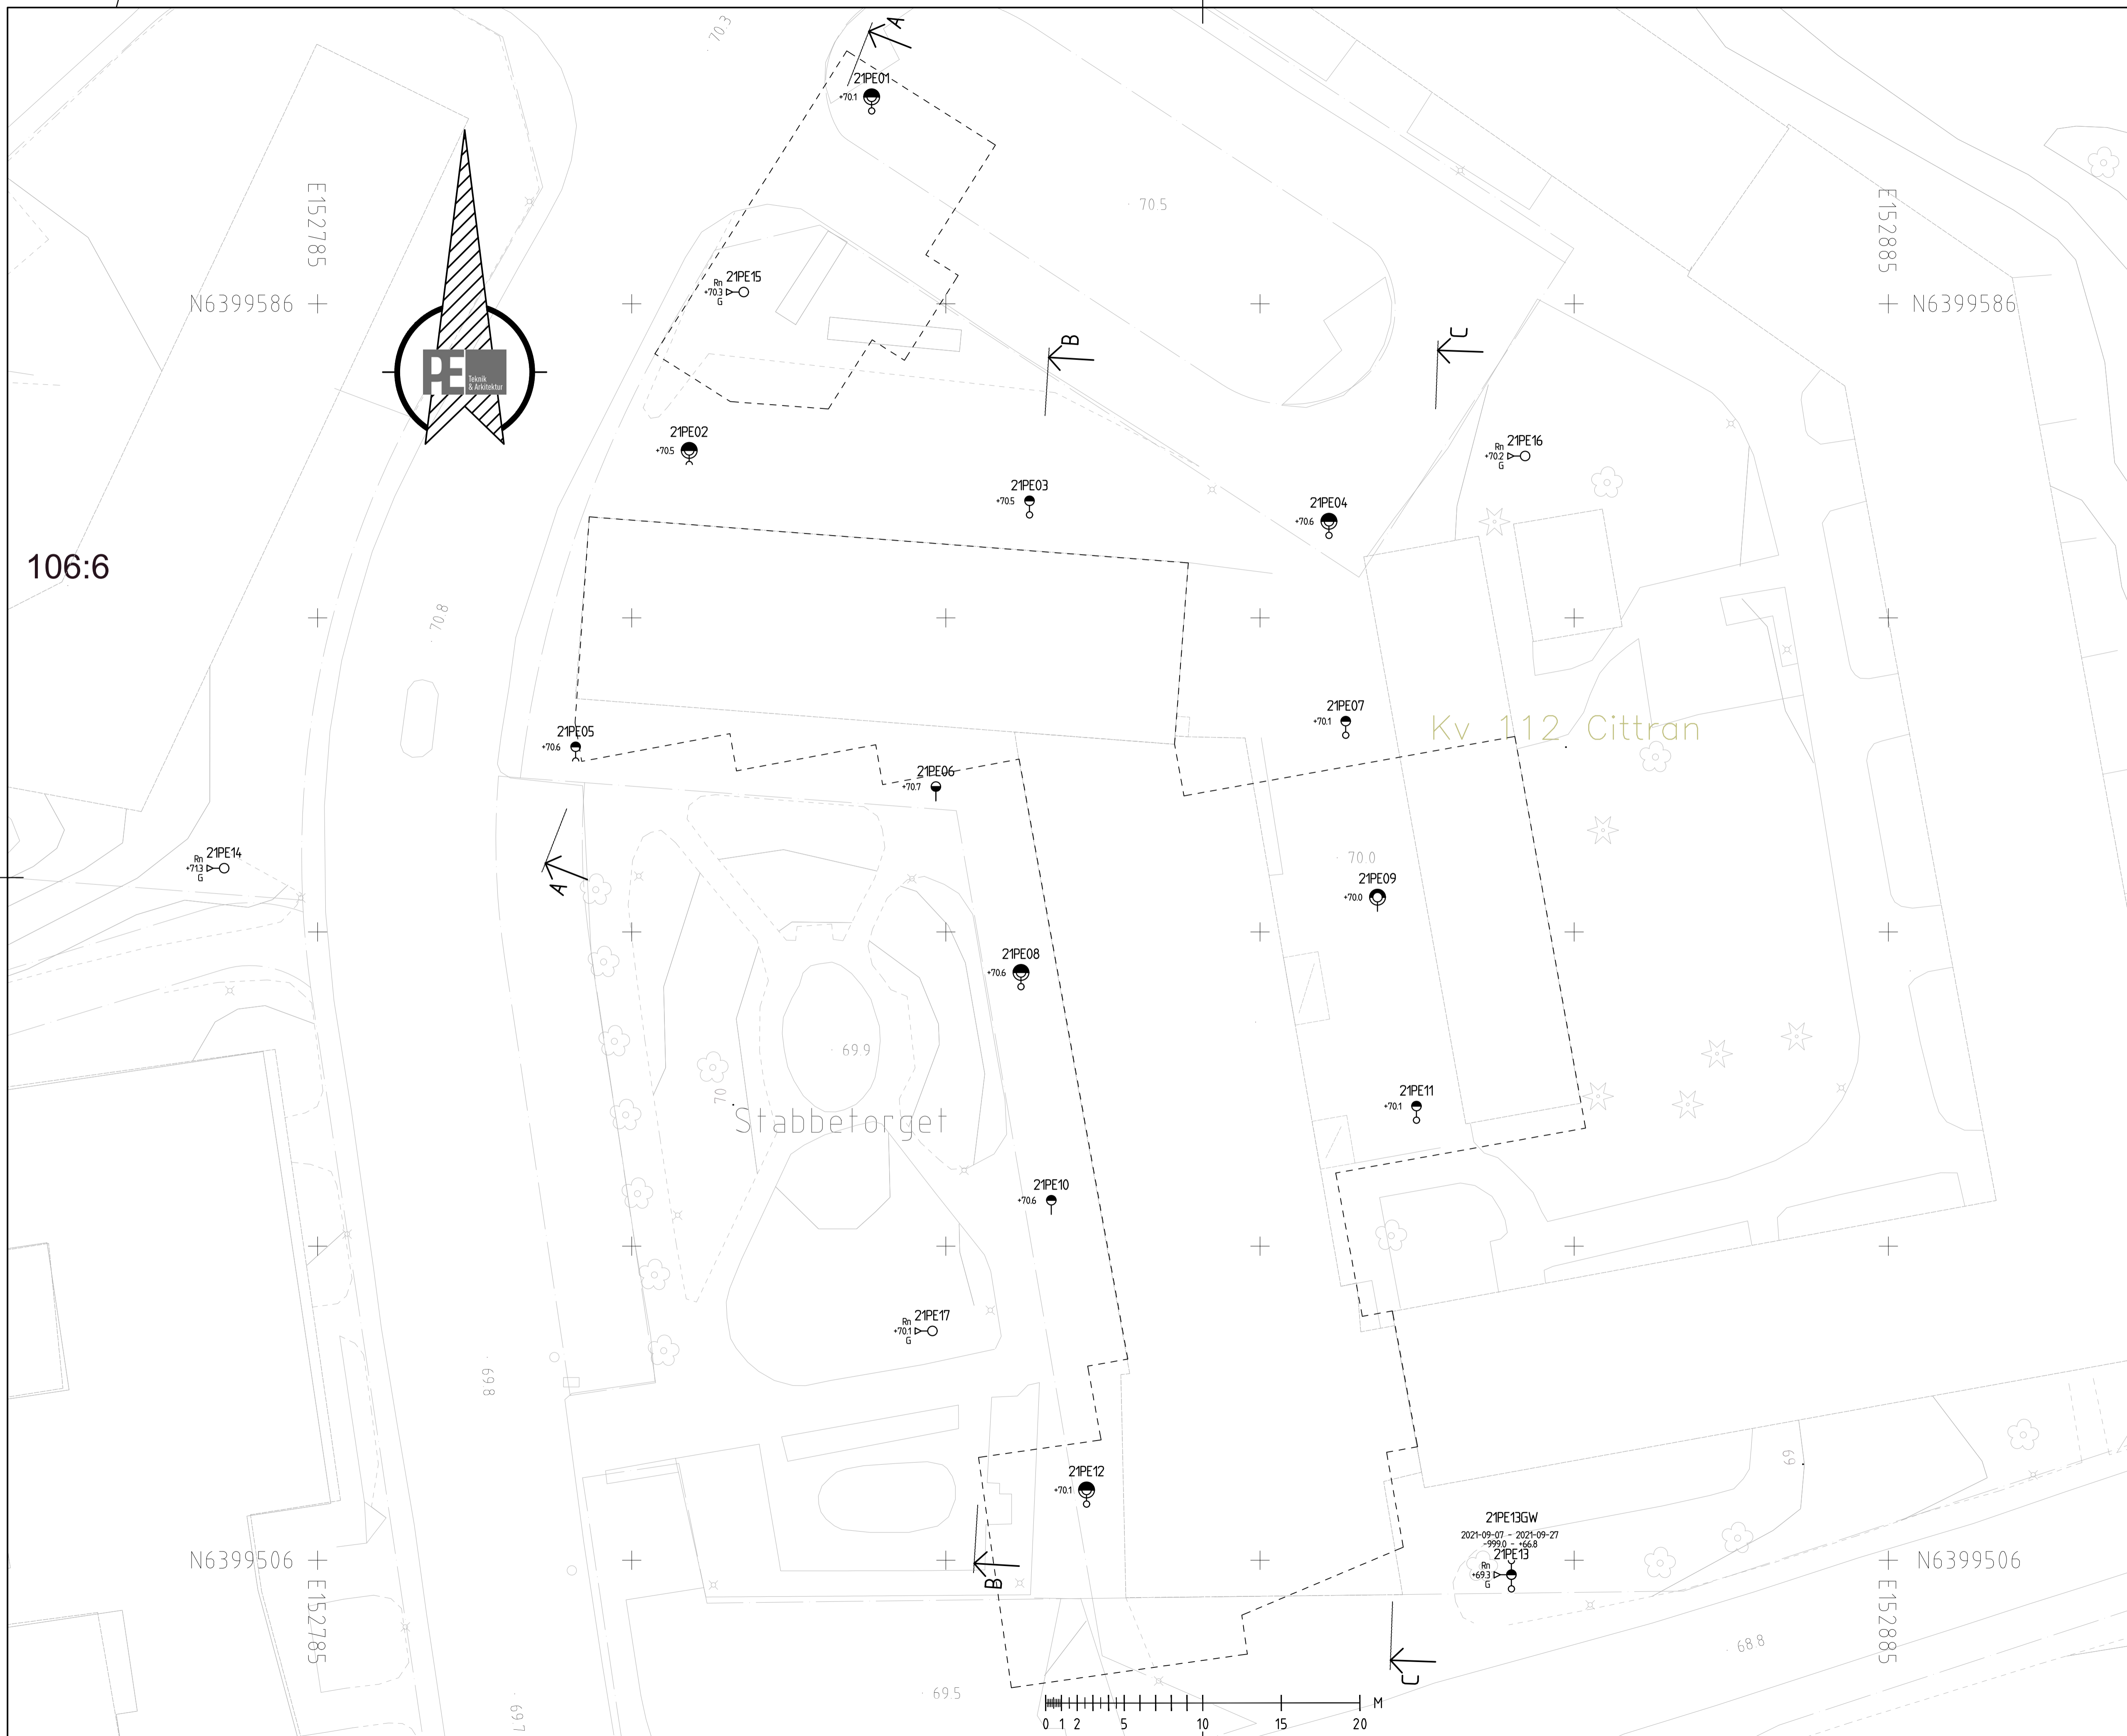 70.3
A
21PE01
+70.1
E152785
70.5
E152885
21PE15
Rn
+70.3
G
N6399586
N6399586
B
C
PE Teknik
& Arkitektur
21PE02
+70.5
21PE16
Rn
+70.2
G
21PE03
+70.5
21PE04
+70.6
106:6
70.8
21PE07
+70.1
Kv 112 Cittran
21PE05
+70.6
21PE06
+70.7
21PE14
Rn
+71.3
G
70.0
21PE09
+70.0
A
21PE08
+70.6
69.9
70
Stabbetorget
21PE11
+70.1
21PE10
+70.6
21PE17
Rn
+70.1
G
69.8
69
21PE12
+70.1
21PE13GW
2021-09-07 - 2021-09-27
-999.0 - +66.8
21PE13
Rn
+69.3
G
N6399506
N6399506
B
E152785
E152885
68.8
C
69.5
69.7
M
0 1 2 5 10 15 20